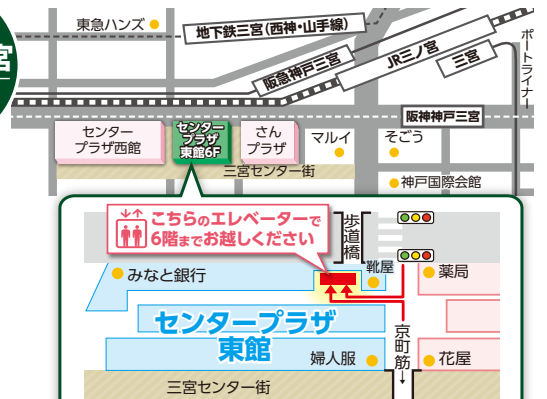 宮
東急ハンズ
地下鉄三宮(西神・山手線)
阪急神戸三宮
JR三ノ宮
三宮
ポートライナー
阪神神戸三宮
センター
プラザ西館
センター
プラザ
東館6F
さん
プラザ
マルイ
そごう
三宮センター街
神戸国際会館
こちらのエレベーターで
6階までお越しください
歩道橋
みなと銀行
靴屋
薬局
センタープラザ
東館
京町筋→
婦人服
花屋
三宮センター街